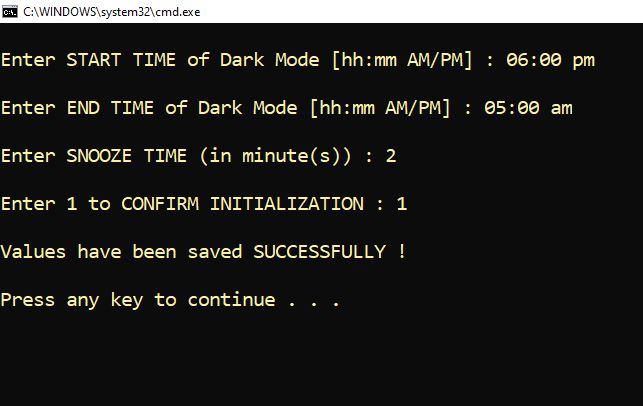 C:\WINDOWS\system32\cmd.exe
Enter START TIME of Dark Mode [hh:mm AM/PM] : 06:00 pm
Enter END TIME of Dark Mode [hh:mm AM/PM] : 05:00 am
Enter SNOOZE TIME (in minute(s)) : 2
Enter 1 to CONFIRM INITIALIZATION : 1
Values have been saved SUCCESSFULLY !
Press any key to continue . . .